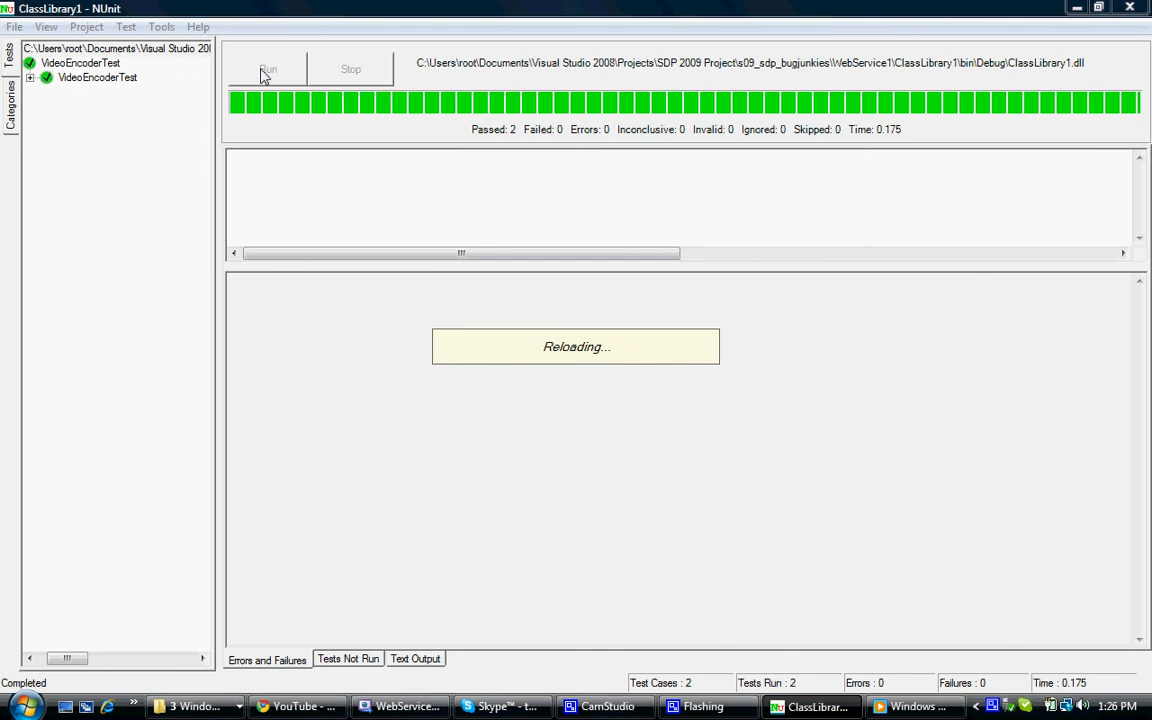 ClassLibrary1 - NUnit
File View Project Test Tools Help
Tests
Categories
C:\Users\root\Documents\Visual Studio 200
VideoEncoderTest
VideoEncoderTest
Run Stop
C:\Users\root\Documents\Visual Studio 2008\Projects\SDP 2009 Project\s09_sdp_bugjunkies\WebService1\ClassLibrary1\bin\Debug\ClassLibrary1.dll
Passed: 2 Failed: 0 Errors: 0 Inconclusive: 0 Invalid: 0 Ignored: 0 Skipped: 0 Time: 0.175
Reloading...
Errors and Failures Tests Not Run Text Output
Completed
Test Cases : 2 Tests Run : 2 Errors : 0 Failures : 0 Time : 0.175
3 Windo... YouTube - ... WebService... Skype™ - t... CamStudio Flashing ClassLibrar... Windows ... 1:26 PM